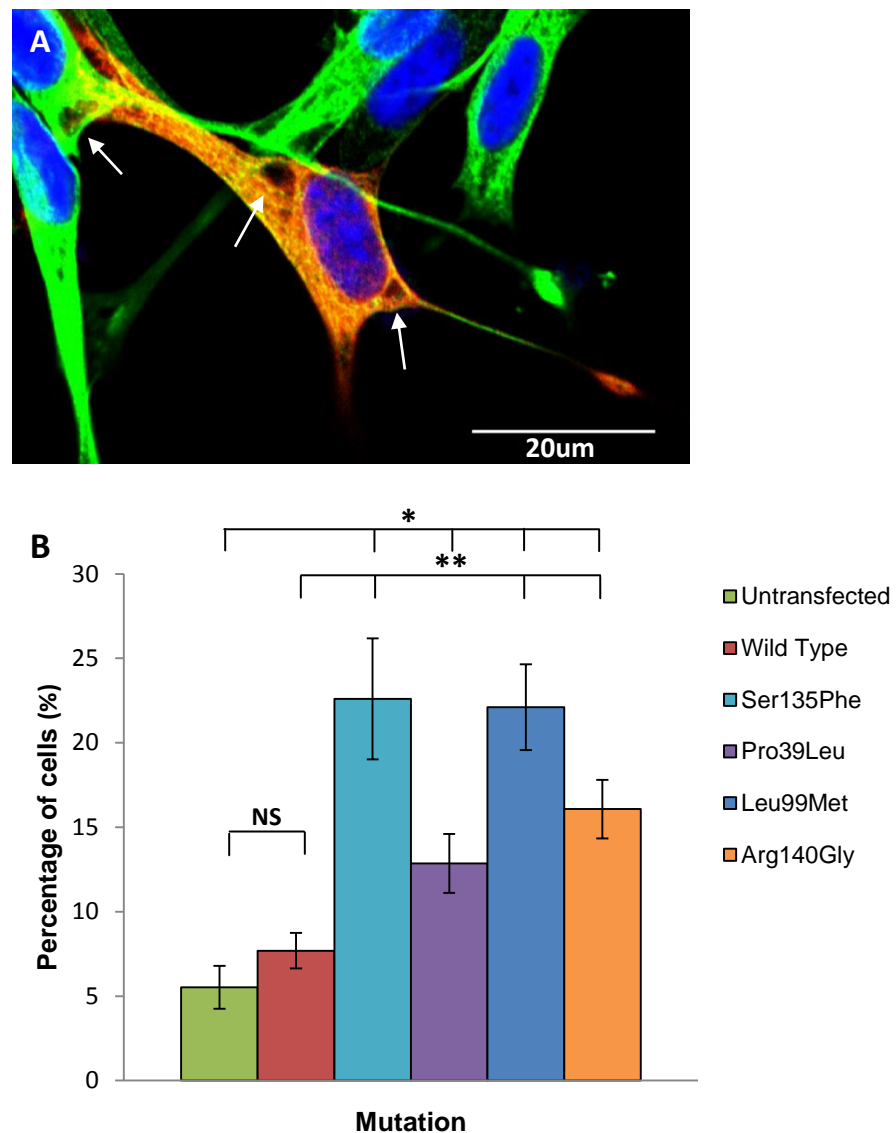 A
20um
B
*
**
NS
30
25
20
15
10
5
0
Percentage of cells (%)
Mutation
Untransfected
Wild Type
Ser135Phe
Pro39Leu
Leu99Met
Arg140Gly